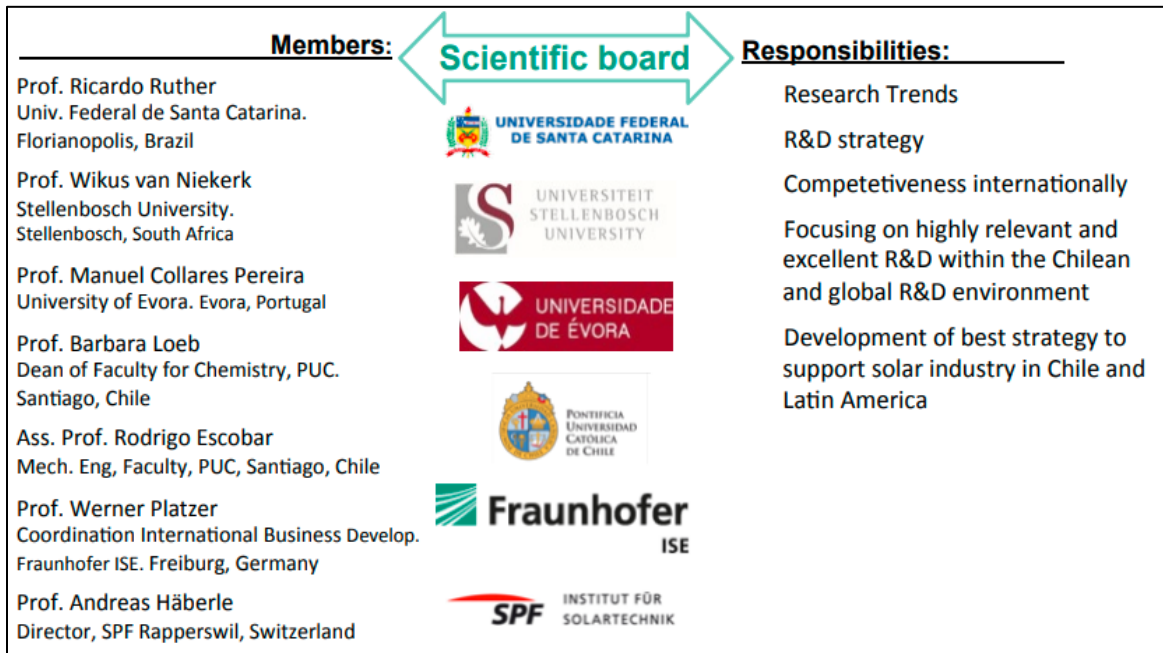 Members:
Scientific board
Responsibilities:
Prof. Ricardo Ruther
Univ. Federal de Santa Catarina.
Florianopolis, Brazil
Prof. Wikus van Niekerk
Stellenbosch University.
Stellenbosch, South Africa
Prof. Manuel Collares Pereira
University of Evora. Evora, Portugal
Prof. Barbara Loeb
Dean of Faculty for Chemistry, PUC.
Santiago, Chile
Ass. Prof. Rodrigo Escobar
Mech. Eng, Faculty, PUC, Santiago, Chile
Prof. Werner Platzer
Coordination International Business Develop.
Fraunhofer ISE. Freiburg, Germany
Prof. Andreas Häberle
Director, SPF Rapperswil, Switzerland
UNIVERSIDADE FEDERAL
DE SANTA CATARINA
UNIVERSITEIT
STELLENBOSCH
UNIVERSITY
UNIVERSIDADE
DE ÉVORA
PONTIFICIA
UNIVERSIDAD
CATÓLICA
DE CHILE
Fraunhofer
ISE
SPF
INSTITUT FÜR
SOLARTECHNIK
Research Trends
R&D strategy
Competetiveness internationally
Focusing on highly relevant and
excellent R&D within the Chilean
and global R&D environment
Development of best strategy to
support solar industry in Chile and
Latin America